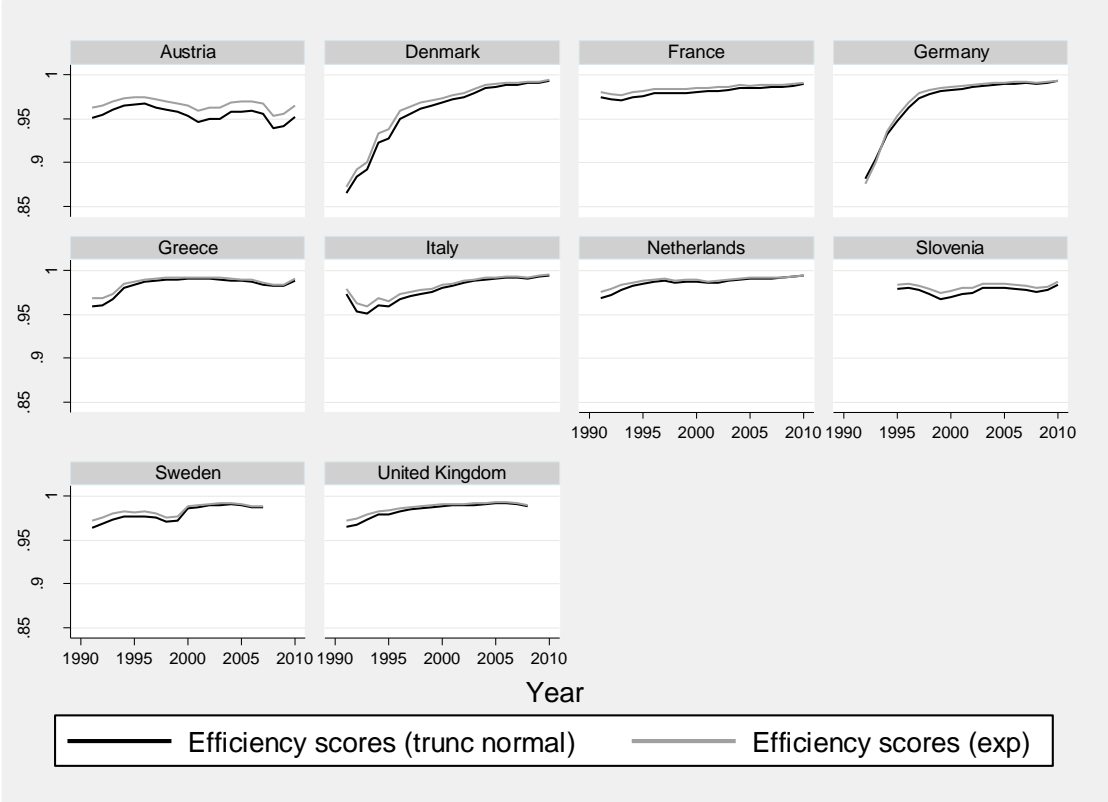 Austria Denmark France Germany
1
.95
.9
.85
Greece Italy Netherlands Slovenia
1
.95
.9
.85
1990 1995 2000 2005 2010 1990 1995 2000 2005 2010
Sweden United Kingdom
1
.95
.9
.85
1990 1995 2000 2005 2010 1990 1995 2000 2005 2010
Year
Efficiency scores (trunc normal) Efficiency scores (exp)